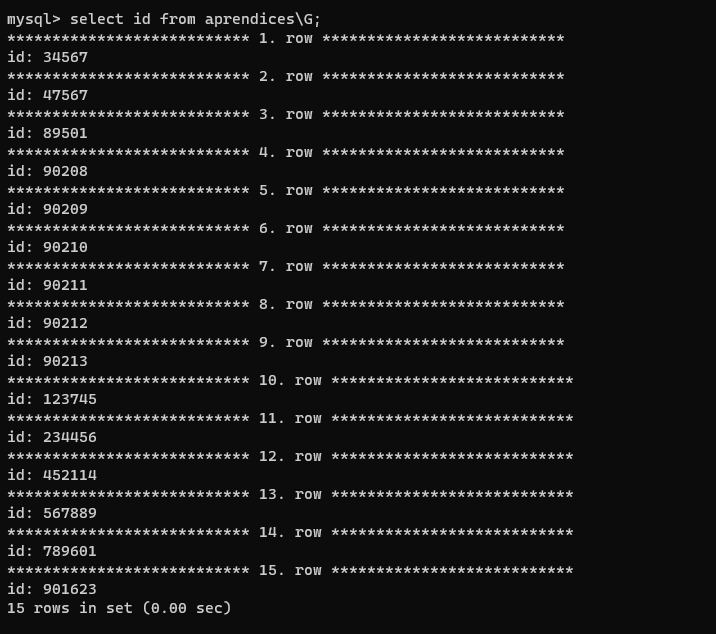 mysql> select id from aprendices\G;
*************************** 1. row ***************************
id: 34567
*************************** 2. row ***************************
id: 47567
*************************** 3. row ***************************
id: 89501
*************************** 4. row ***************************
id: 90208
*************************** 5. row ***************************
id: 90209
*************************** 6. row ***************************
id: 90210
*************************** 7. row ***************************
id: 90211
*************************** 8. row ***************************
id: 90212
*************************** 9. row ***************************
id: 90213
*************************** 10. row ***************************
id: 123745
*************************** 11. row ***************************
id: 234456
*************************** 12. row ***************************
id: 452114
*************************** 13. row ***************************
id: 567889
*************************** 14. row ***************************
id: 789601
*************************** 15. row ***************************
id: 901623
15 rows in set (0.00 sec)